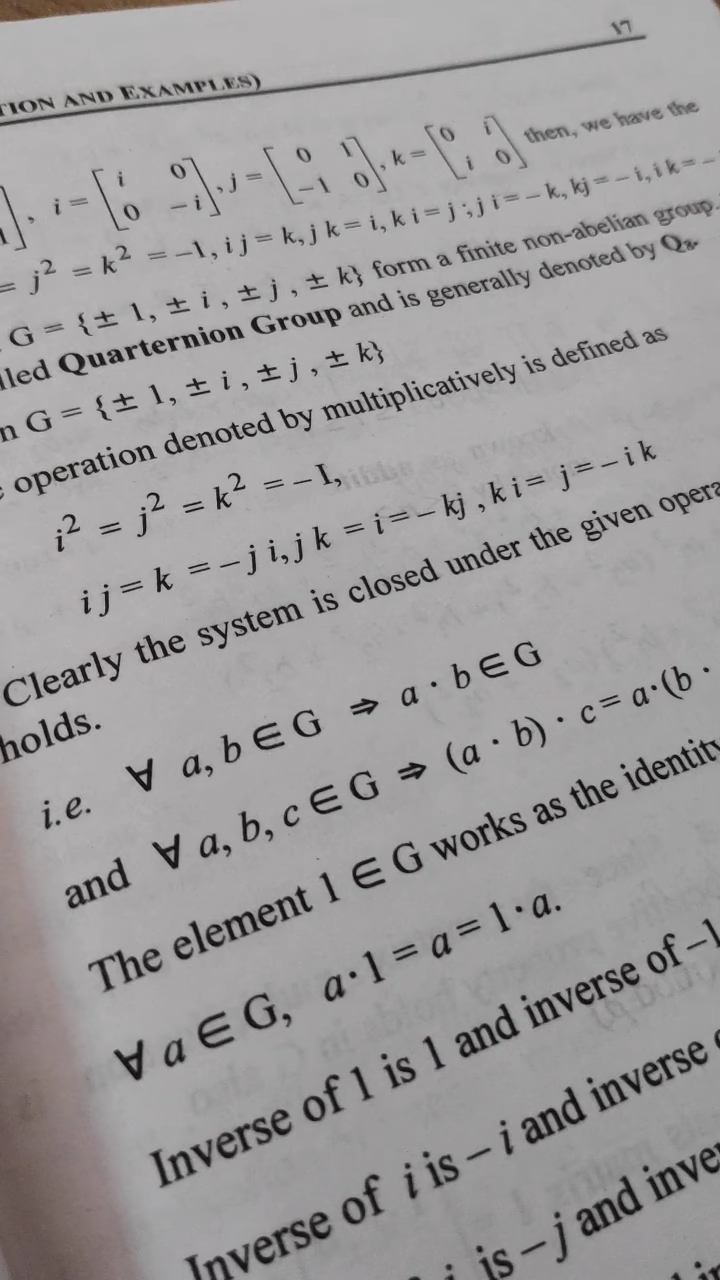 17
TION AND EXAMPLES)
, i = [i 0; 0 −i], j = [0 1; −1 0], k = [0 i; i 0] then, we have the
= j² = k² = −1, i j = k, j k = i, k i = j ; j i = − k, kj = − i, i k = −
G = {± 1, ± i , ± j , ± k} form a finite non-abelian group.
lled Quarternion Group and is generally denoted by Q₈.
n G = {± 1, ± i , ± j , ± k}
operation denoted by multiplicatively is defined as
i² = j² = k² = −1,
i j = k = − j i, j k = i = − kj , k i = j = − i k
Clearly the system is closed under the given opera
holds.
i.e. ∀ a, b ∈ G ⇒ a · b ∈ G
and ∀ a, b, c ∈ G ⇒ (a · b) · c = a·(b ·
The element 1 ∈ G works as the identity
∀ a ∈ G, a·1 = a = 1·a.
Inverse of 1 is 1 and inverse of −1
Inverse of i is − i and inverse
is − j and inve